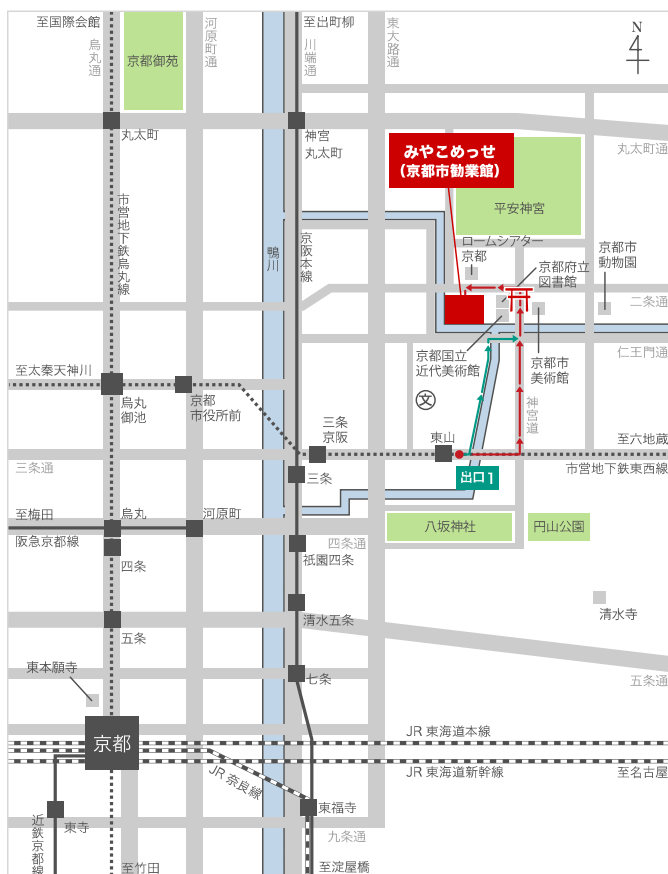 至国際会館
烏丸通
京都御苑
河原町通
至出町柳
川端通
東大路通
N
丸太町
神宮
丸太町
丸太町通
みやこめっせ
(京都市勧業館)
平安神宮
市営地下鉄烏丸線
鴨川
京阪本線
ロームシアター
京都
京都府立
図書館
京都市
動物園
二条通
京都国立
近代美術館
京都市
美術館
仁王門通
至太秦天神川
烏丸
御池
京都
市役所前
文
神宮道
三条
京阪
東山
至六地蔵
三条通
三条
出口1
市営地下鉄東西線
至梅田
烏丸
河原町
阪急京都線
八坂神社
円山公園
四条通
四条
祇園四条
清水寺
五条
清水五条
東本願寺
七条
五条通
京都
JR 東海道本線
JR 奈良線
JR 東海道新幹線
至名古屋
近鉄京都線
東寺
東福寺
九条通
至竹田
至淀屋橋